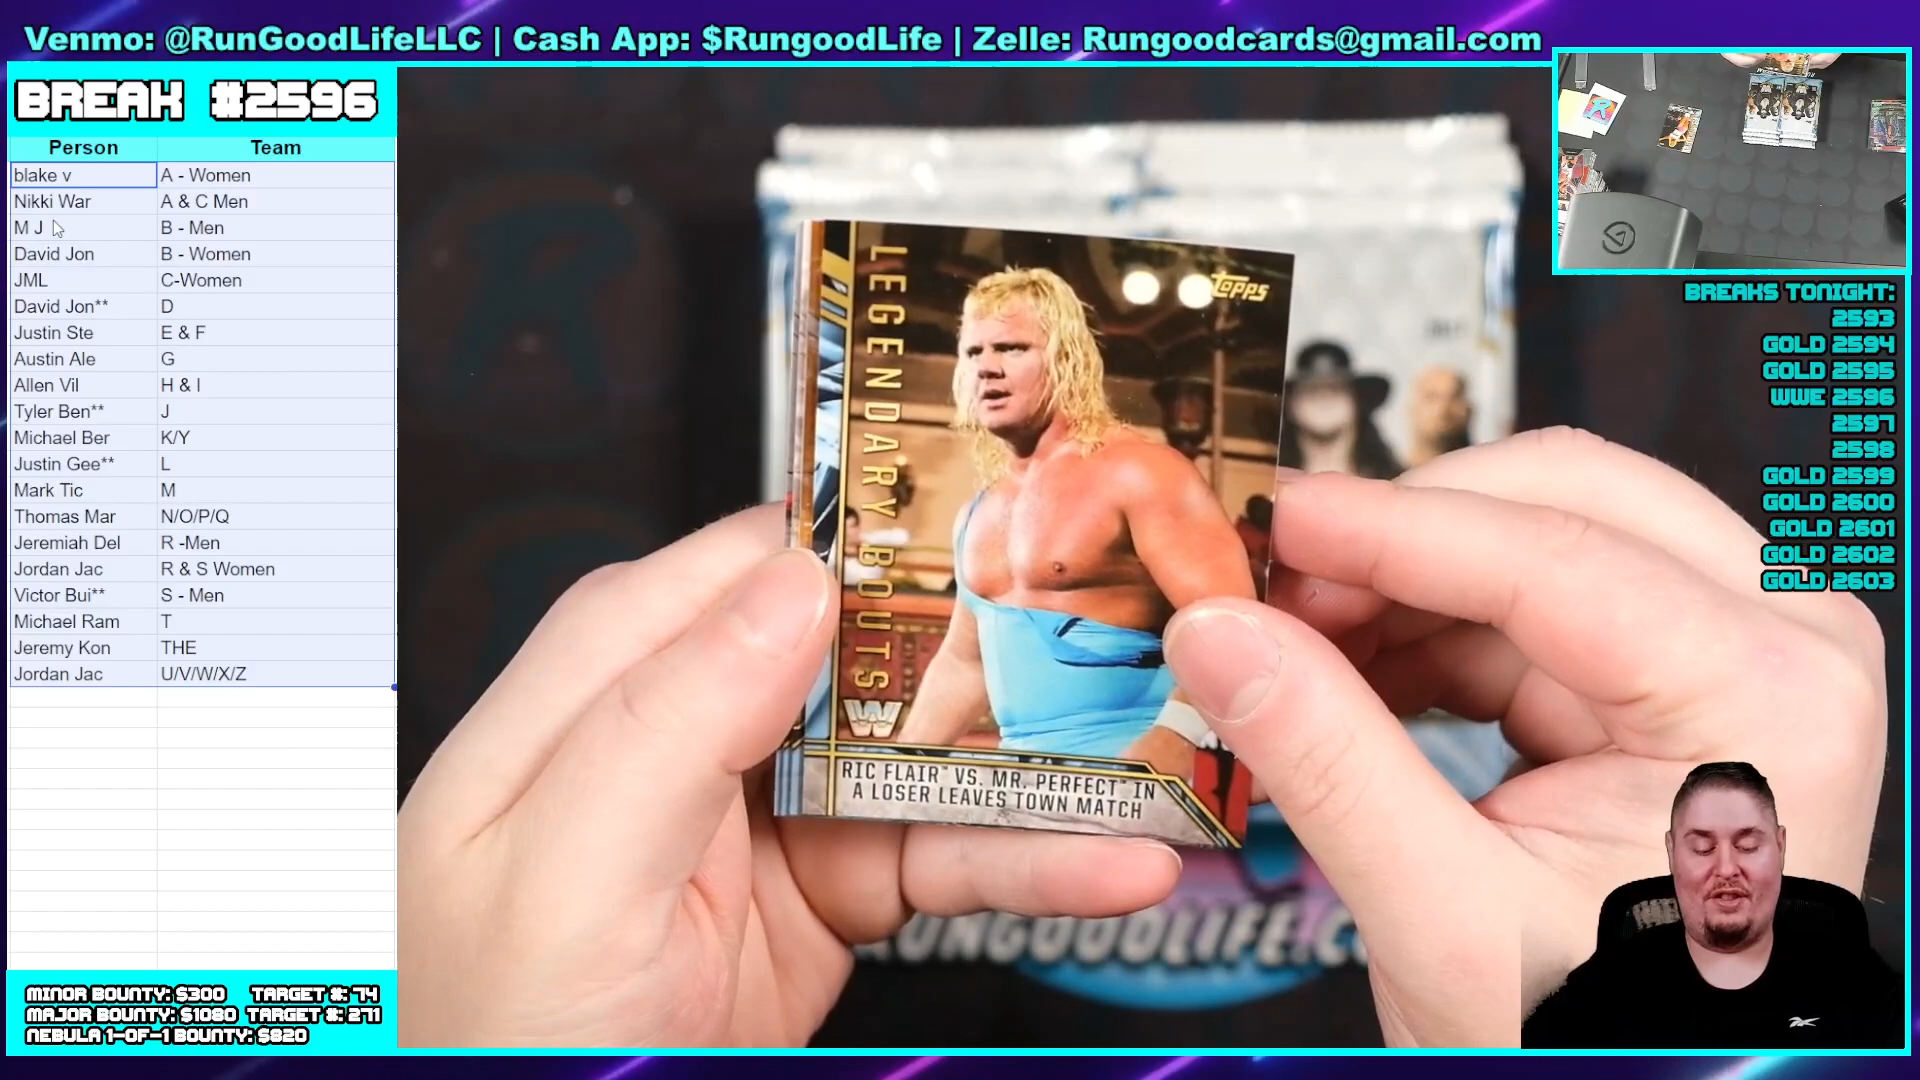 Venmo: @RunGoodLifeLLC | Cash App: $RungoodLife | Zelle: Rungoodcards@gmail.com
BREAK #2596
Person Team
blake v A - Women
Nikki War A & C Men
M J B - Men
David Jon B - Women
JML C-Women
David Jon** D
Justin Ste E & F
Austin Ale G
Allen Vil H & I
Tyler Ben** J
Michael Ber K/Y
Justin Gee** L
Mark Tic M
Thomas Mar N/O/P/Q
Jeremiah Del R -Men
Jordan Jac R & S Women
Victor Bui** S - Men
Michael Ram T
Jeremy Kon THE
Jordan Jac U/V/W/X/Z
MINOR BOUNTY: $300 TARGET #: 74
MAJOR BOUNTY: $1080 TARGET #: 271
NEBULA 1-OF-1 BOUNTY: $820
LEGENDARY BOUTS
Topps
W
RIC FLAIR™ VS. MR. PERFECT™ IN
A LOSER LEAVES TOWN MATCH
RUNGOODLIFE.C
R
BREAKS TONIGHT:
2593
GOLD 2594
GOLD 2595
WWE 2596
2597
2598
GOLD 2599
GOLD 2600
GOLD 2601
GOLD 2602
GOLD 2603